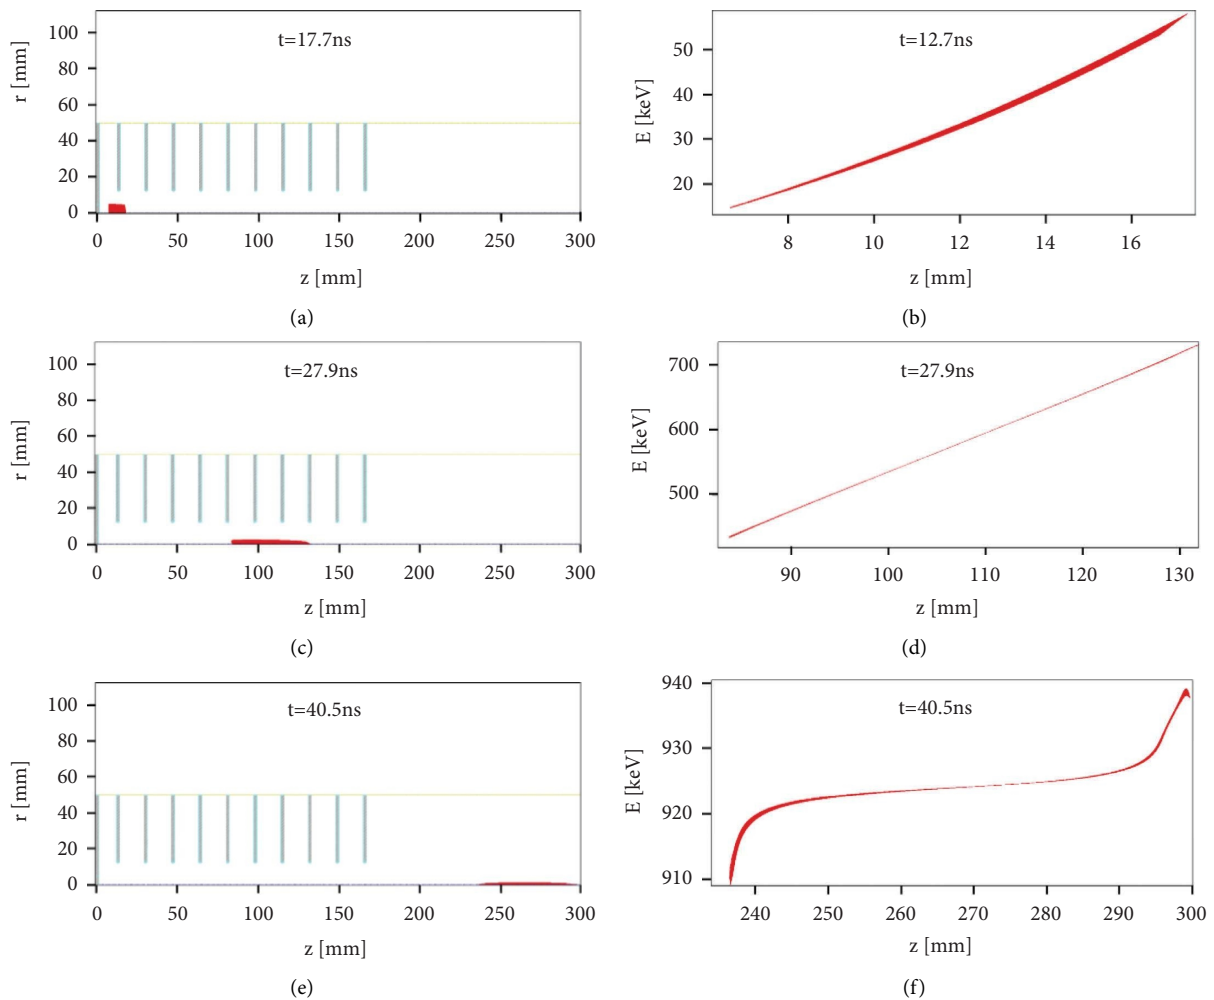 100
80
60
40
20
0
r [mm]
t=17.7ns
0 50 100 150 200 250 300
z [mm]
(a)
50
40
30
20
E [keV]
t=12.7ns
8 10 12 14 16
z [mm]
(b)
100
80
60
40
20
0
r [mm]
t=27.9ns
0 50 100 150 200 250 300
z [mm]
(c)
700
600
500
E [keV]
t=27.9ns
90 100 110 120 130
z [mm]
(d)
100
80
60
40
20
0
r [mm]
t=40.5ns
0 50 100 150 200 250 300
z [mm]
(e)
940
930
920
910
E [keV]
t=40.5ns
240 250 260 270 280 290 300
z [mm]
(f)